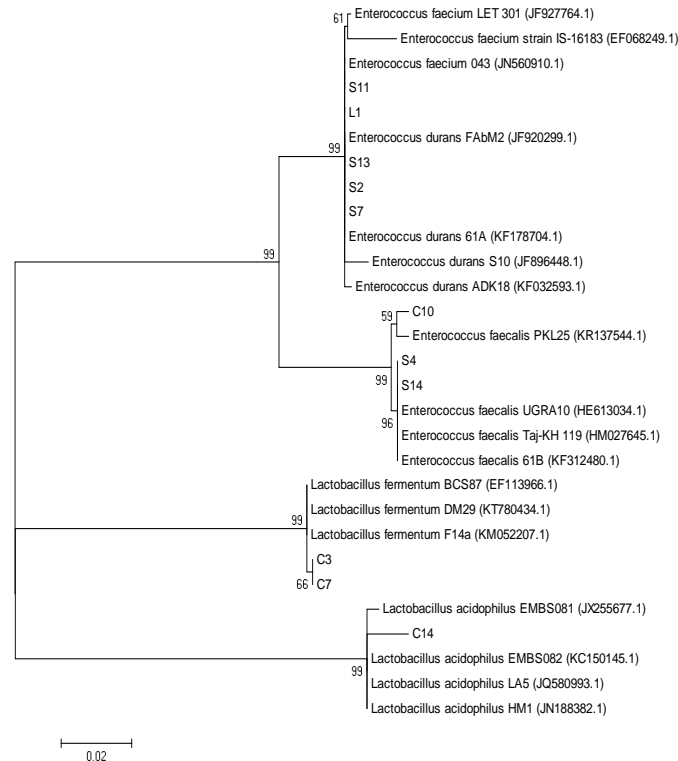 61
Enterococcus faecium LET 301 (JF927764.1)
Enterococcus faecium strain IS-16183 (EF068249.1)
Enterococcus faecium 043 (JN560910.1)
S11
L1
Enterococcus durans FAbM2 (JF920299.1)
99
S13
S2
S7
Enterococcus durans 61A (KF178704.1)
99
Enterococcus durans S10 (JF896448.1)
Enterococcus durans ADK18 (KF032593.1)
59
C10
Enterococcus faecalis PKL25 (KR137544.1)
S4
99
S14
Enterococcus faecalis UGRA10 (HE613034.1)
96
Enterococcus faecalis Taj-KH 119 (HM027645.1)
Enterococcus faecalis 61B (KF312480.1)
Lactobacillus fermentum BCS87 (EF113966.1)
Lactobacillus fermentum DM29 (KT780434.1)
99
Lactobacillus fermentum F14a (KM052207.1)
C3
66
C7
Lactobacillus acidophilus EMBS081 (JX255677.1)
C14
Lactobacillus acidophilus EMBS082 (KC150145.1)
99
Lactobacillus acidophilus LA5 (JQ580993.1)
Lactobacillus acidophilus HM1 (JN188382.1)
0.02